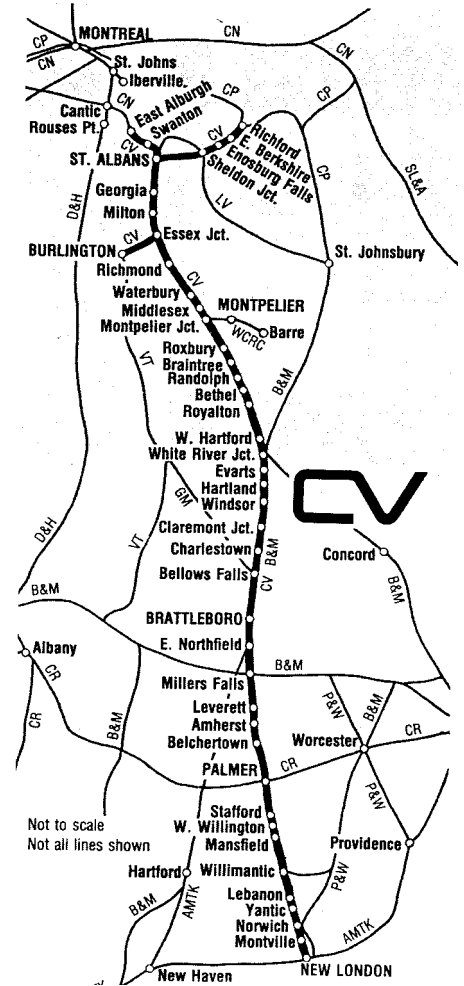 MONTREAL
CP
CN
CN
St. Johns
Iberville
CN
CP
CP
Cantic
Rouses Pt.
East Alburgh
Swanton
CV
CV
Richford
E. Berkshire
Enosburg Falls
Sheldon Jct.
ST. ALBANS
CP
SL&A
Georgia
Milton
D&H
LV
Essex Jct.
BURLINGTON
CV
St. Johnsbury
Richmond
CV
Waterbury
Middlesex
MONTPELIER
Montpelier Jct.
WCRC
Barre
Roxbury
Braintree
Randolph
Bethel
Royalton
VT
B&M
W. Hartford
White River Jct.
Evarts
Hartland
Windsor
CV
GM
D&H
VT
Claremont Jct.
Charlestown
B&M
CV
Concord
Bellows Falls
B&M
B&M
BRATTLEBORO
E. Northfield
Albany
B&M
Millers Falls
CR
CR
B&M
Leverett
Amherst
Belchertown
P&W
B&M
Worcester
CR
PALMER
CR
CR
P&W
Not to scale
Not all lines shown
Stafford
W. Willington
Mansfield
Providence
Hartford
Willimantic
P&W
B&M
AMTK
Lebanon
Yantic
Norwich
Montville
AMTK
New Haven
NEW LONDON